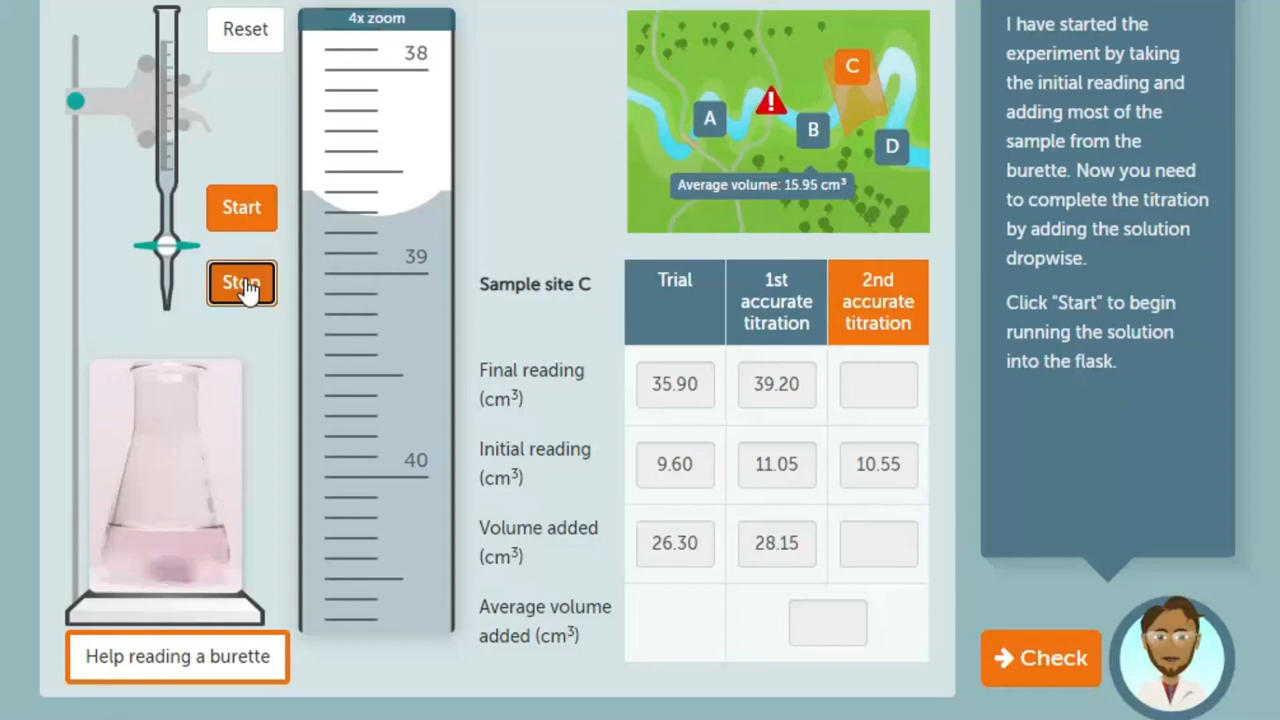 Reset
4x zoom
38
Start
39
Stop
40
Help reading a burette
C
A
!
B
D
Average volume: 15.95 cm³
Sample site C
Trial
1st
accurate
titration
2nd
accurate
titration
Final reading
(cm³)
35.90
39.20
Initial reading
(cm³)
9.60
11.05
10.55
Volume added
(cm³)
26.30
28.15
Average volume
added (cm³)
I have started the
experiment by taking
the initial reading and
adding most of the
sample from the
burette. Now you need
to complete the titration
by adding the solution
dropwise.
Click "Start" to begin
running the solution
into the flask.
Check